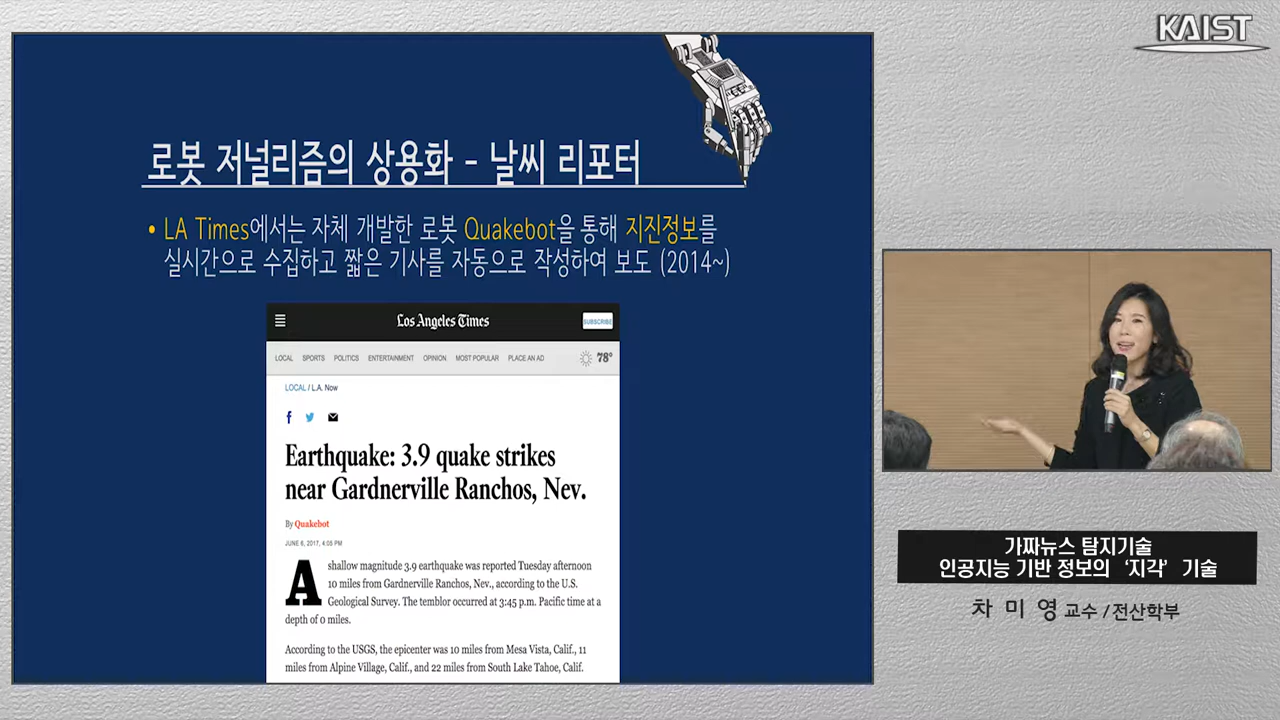 KAIST
로봇 저널리즘의 상용화 - 날씨 리포터
• LA Times에서는 자체 개발한 로봇 Quakebot을 통해 지진정보를
실시간으로 수집하고 짧은 기사를 자동으로 작성하여 보도 (2014~)
Los Angeles Times
SUBSCRIBE
LOCAL SPORTS POLITICS ENTERTAINMENT OPINION MOST POPULAR PLACE AN AD 78°
LOCAL / L.A. Now
Earthquake: 3.9 quake strikes
near Gardnerville Ranchos, Nev.
By Quakebot
JUNE 6, 2017, 4:05 PM
A shallow magnitude 3.9 earthquake was reported Tuesday afternoon
10 miles from Gardnerville Ranchos, Nev., according to the U.S.
Geological Survey. The temblor occurred at 3:45 p.m. Pacific time at a
depth of 0 miles.
According to the USGS, the epicenter was 10 miles from Mesa Vista, Calif., 11
miles from Alpine Village, Calif., and 22 miles from South Lake Tahoe, Calif.
가짜뉴스 탐지기술
인공지능 기반 정보의 ‘지각’ 기술
차 미 영 교수 / 전산학부